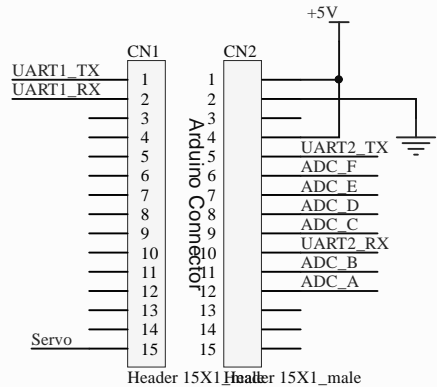 +5V
CN1 CN2
UART1_TX 1 1
UART1_RX 2 2
3 3
4 4
5 5 UART2_TX
6 6 ADC_F
7 7 ADC_E
8 8 ADC_D
9 9 ADC_C
10 10 UART2_RX
11 11 ADC_B
12 12 ADC_A
13 13
14 14
Servo 15 15
Arduino Connector
Header 15X1_male Header 15X1_male